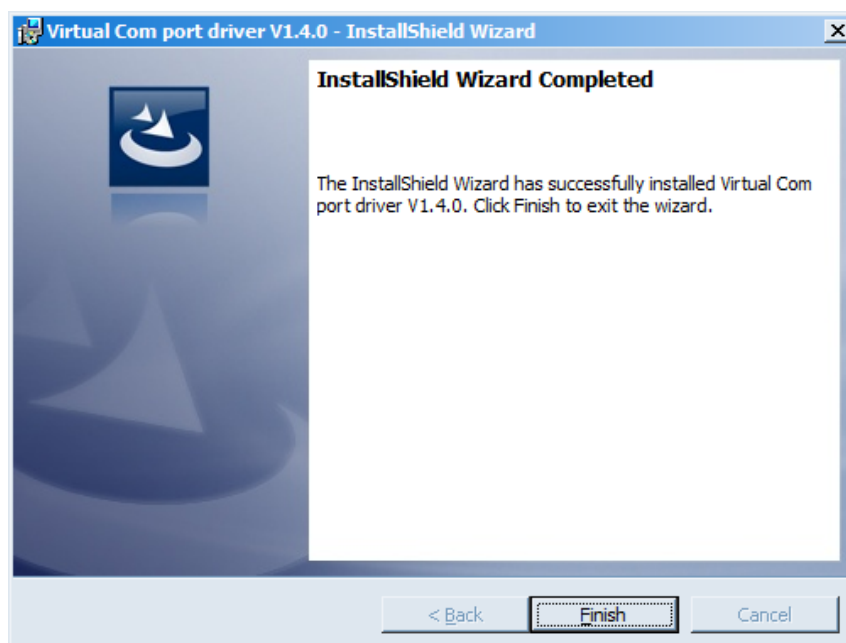 Virtual Com port driver V1.4.0 - InstallShield Wizard
InstallShield Wizard Completed
The InstallShield Wizard has successfully installed Virtual Com
port driver V1.4.0. Click Finish to exit the wizard.
< Back
Finish
Cancel